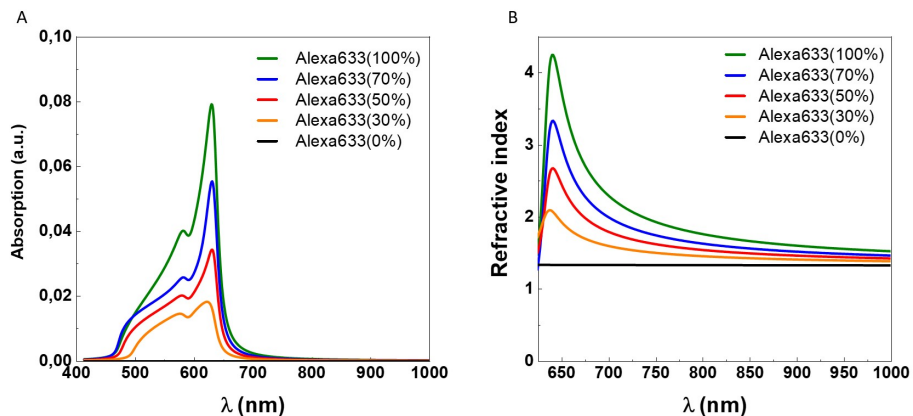 A
0,10
0,08
0,06
0,04
0,02
0,00
Absorption (a.u.)
Alexa633(100%)
Alexa633(70%)
Alexa633(50%)
Alexa633(30%)
Alexa633(0%)
400 500 600 700 800 900 1000
λ (nm)
B
4
3
2
1
0
Refractive index
Alexa633(100%)
Alexa633(70%)
Alexa633(50%)
Alexa633(30%)
Alexa633(0%)
650 700 750 800 850 900 950 1000
λ (nm)